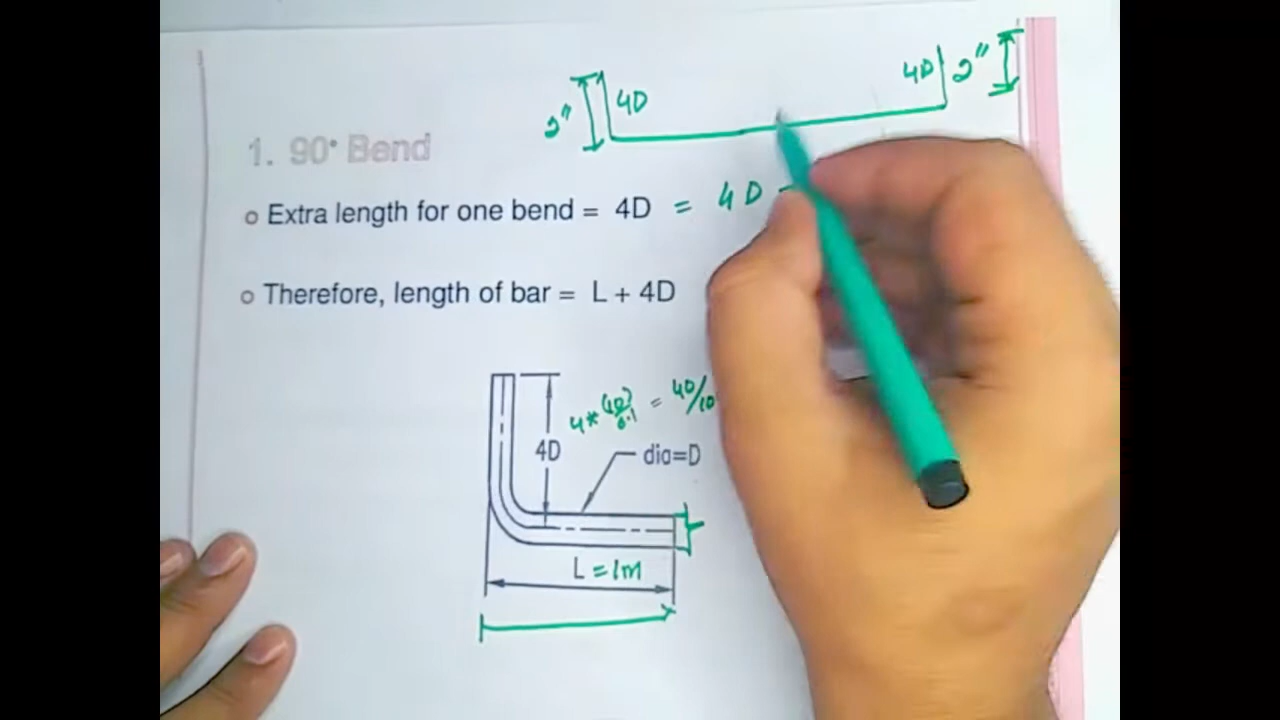 4D 2"
2" 4D
1. 90° Bend
Extra length for one bend = 4D = 4D -
Therefore, length of bar = L + 4D
4D
dia=D
L = 1m